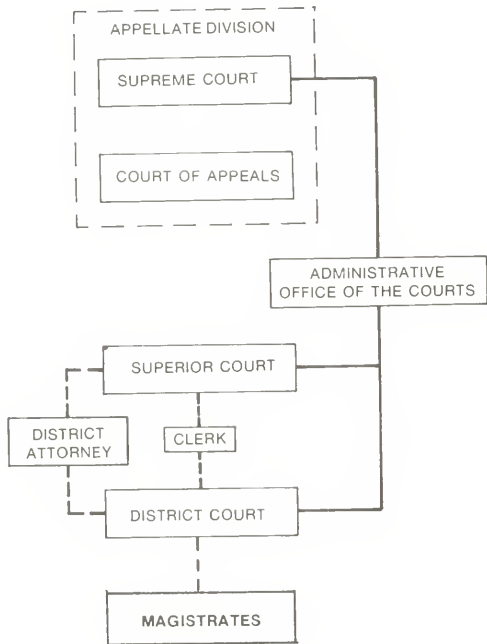 APPELLATE DIVISION
SUPREME COURT
COURT OF APPEALS
ADMINISTRATIVE
OFFICE OF THE COURTS
SUPERIOR COURT
DISTRICT
ATTORNEY
CLERK
DISTRICT COURT
MAGISTRATES